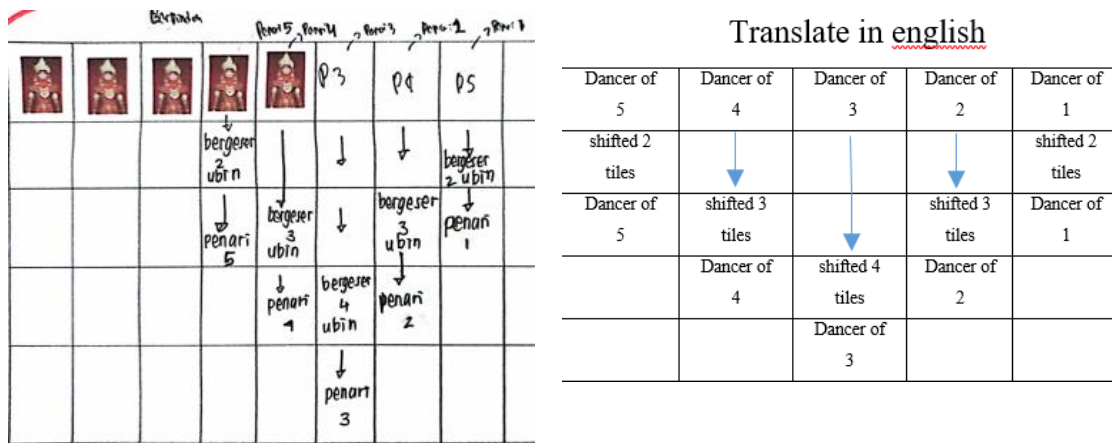 Berpindah
Penari 5, Penari 4, Penari 3, Penari 2, Penari 1
P3 P4 P5
bergeser
2
ubin
bergeser
2 ubin
penari
5
bergeser
3
ubin
bergeser
3
ubin
penari
1
penari
4
bergeser
4
ubin
penari
2
penari
3
Translate in english
Dancer of
5
Dancer of
4
Dancer of
3
Dancer of
2
Dancer of
1
shifted 2
tiles
shifted 2
tiles
Dancer of
5
shifted 3
tiles
shifted 3
tiles
Dancer of
1
Dancer of
4
shifted 4
tiles
Dancer of
2
Dancer of
3